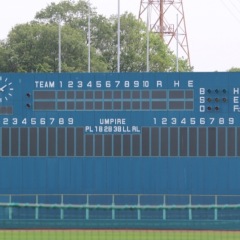 TEAM 1 2 3 4 5 6 7 8 9 10 R H E
B H
S E
O F
UMPIRE
1 2 3 4 5 6 7 8 9 PL 1B 2B 3B LL RL 1 2 3 4 5 6 7 8 9